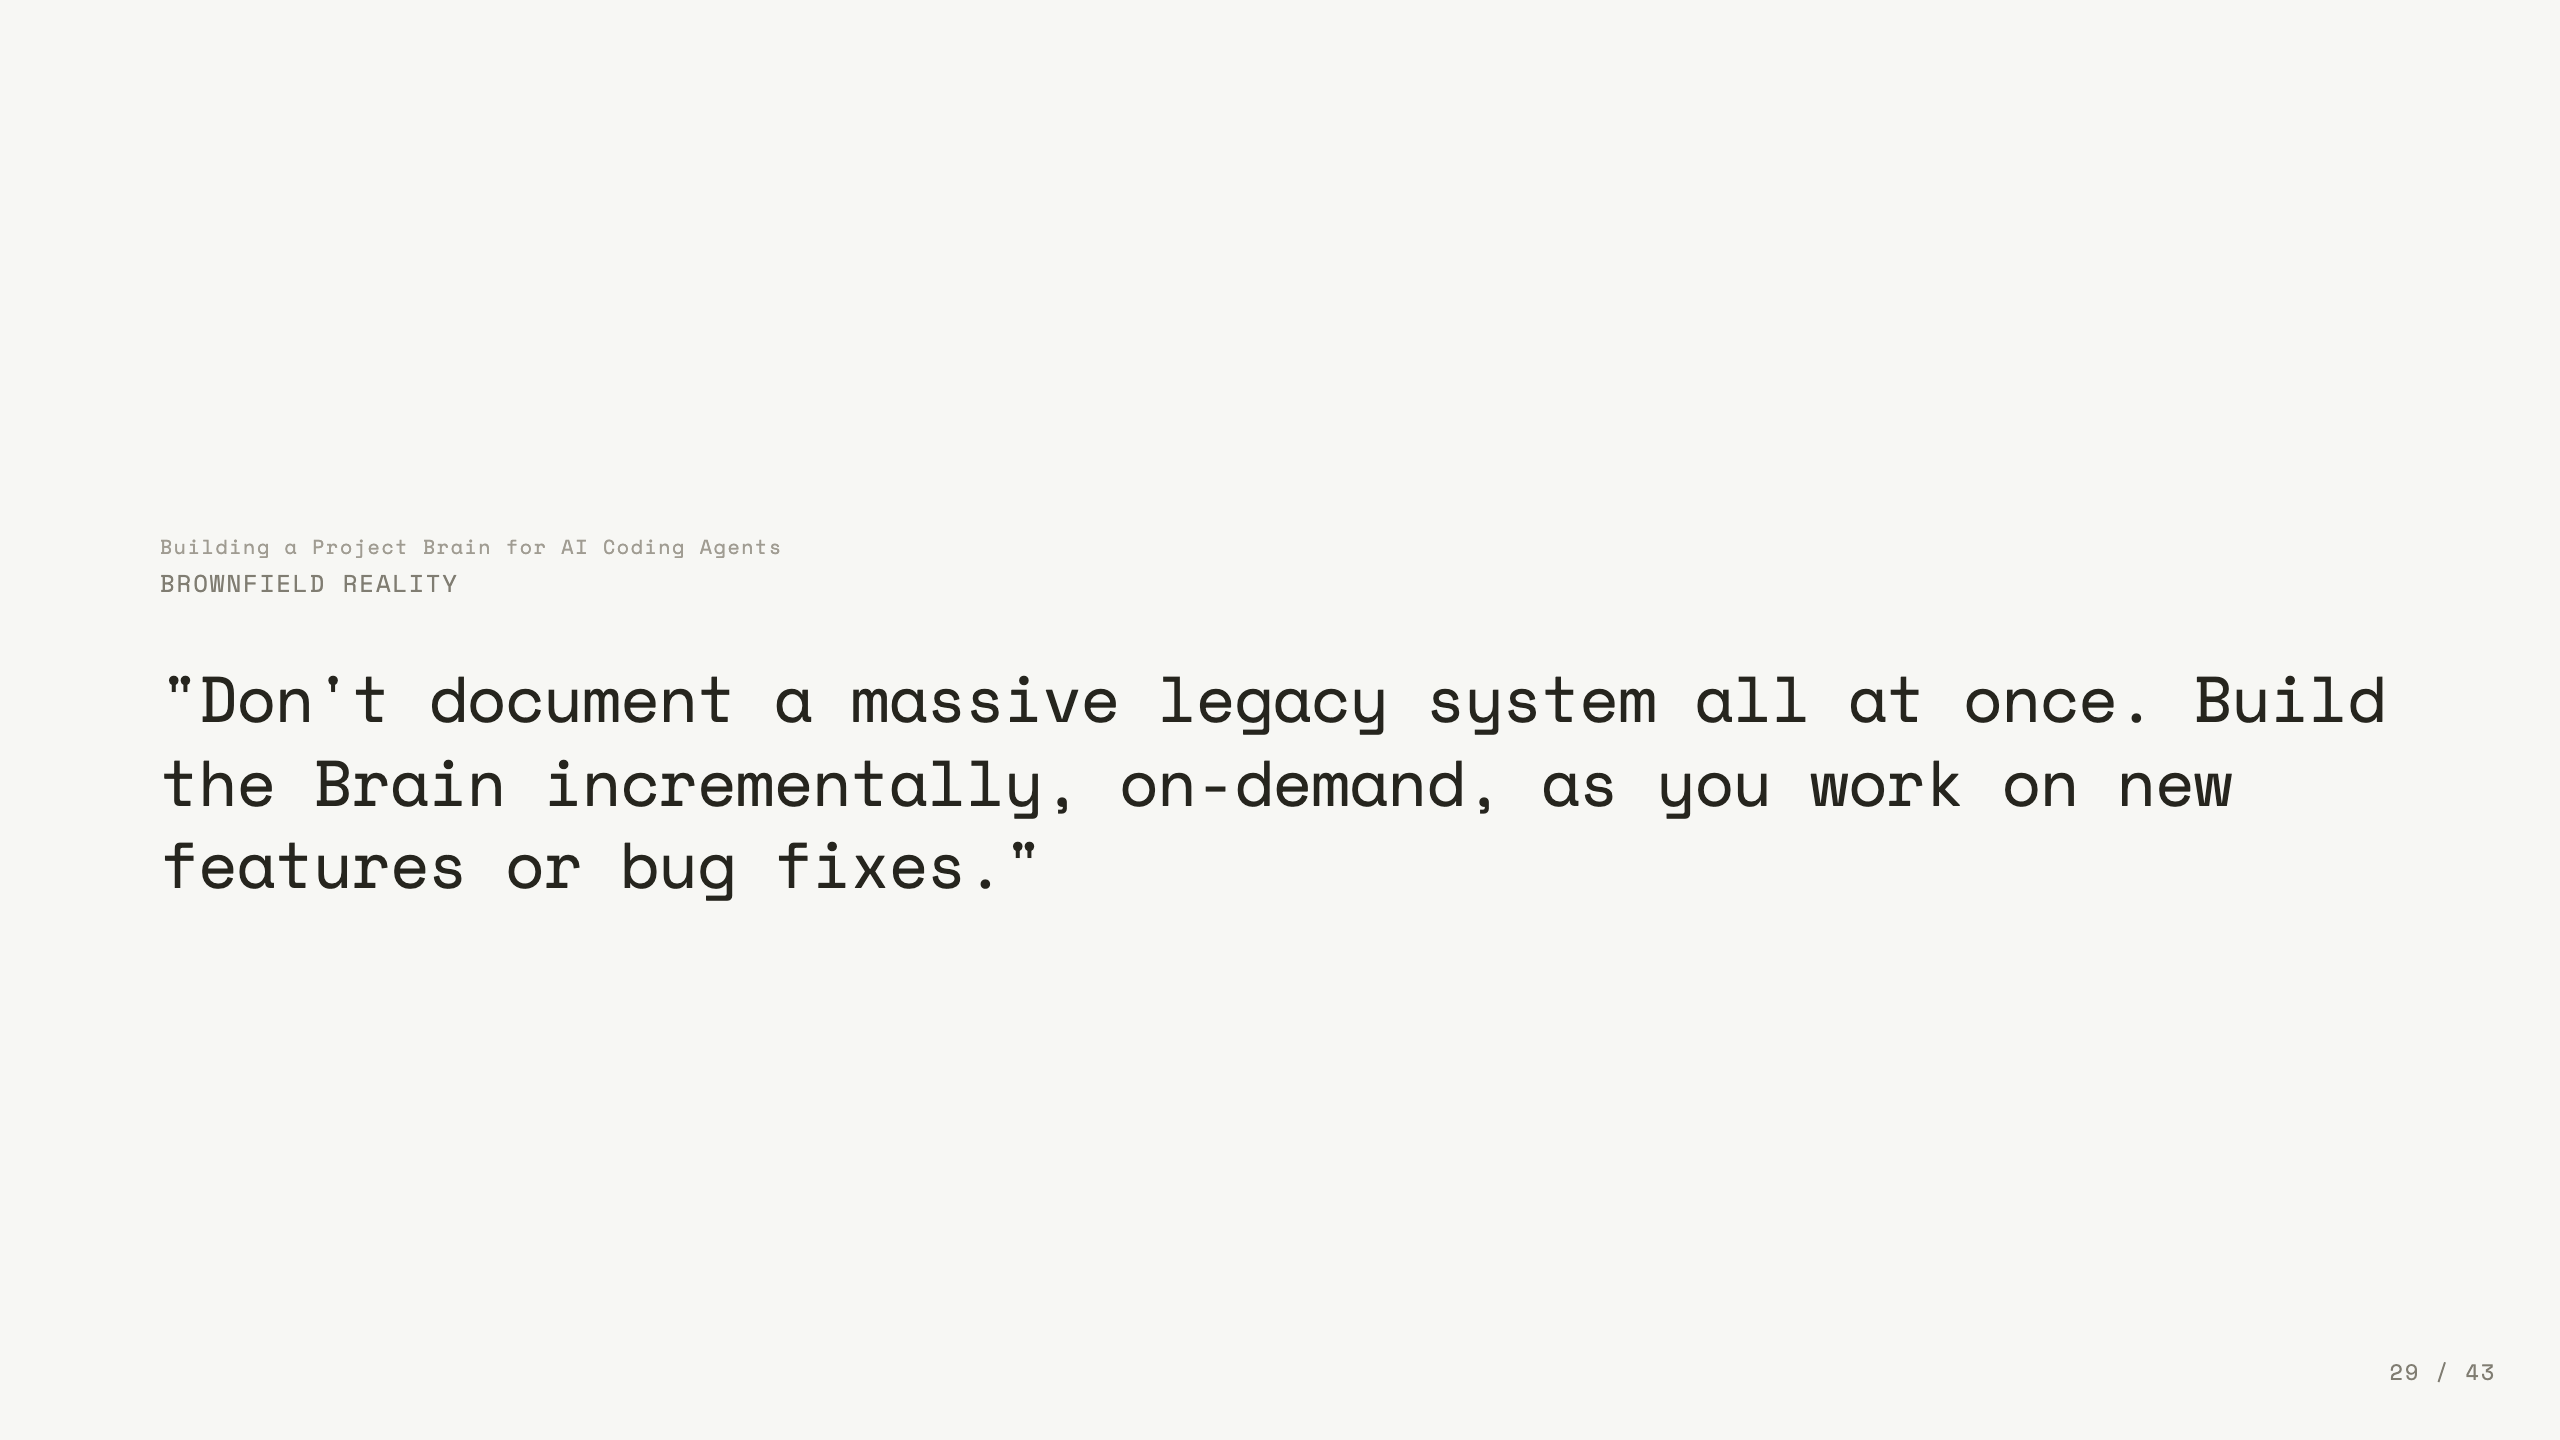 Building a Project Brain for AI Coding Agents
BROWNFIELD REALITY
"Don't document a massive legacy system all at once. Build
the Brain incrementally, on-demand, as you work on new
features or bug fixes."
29 / 43